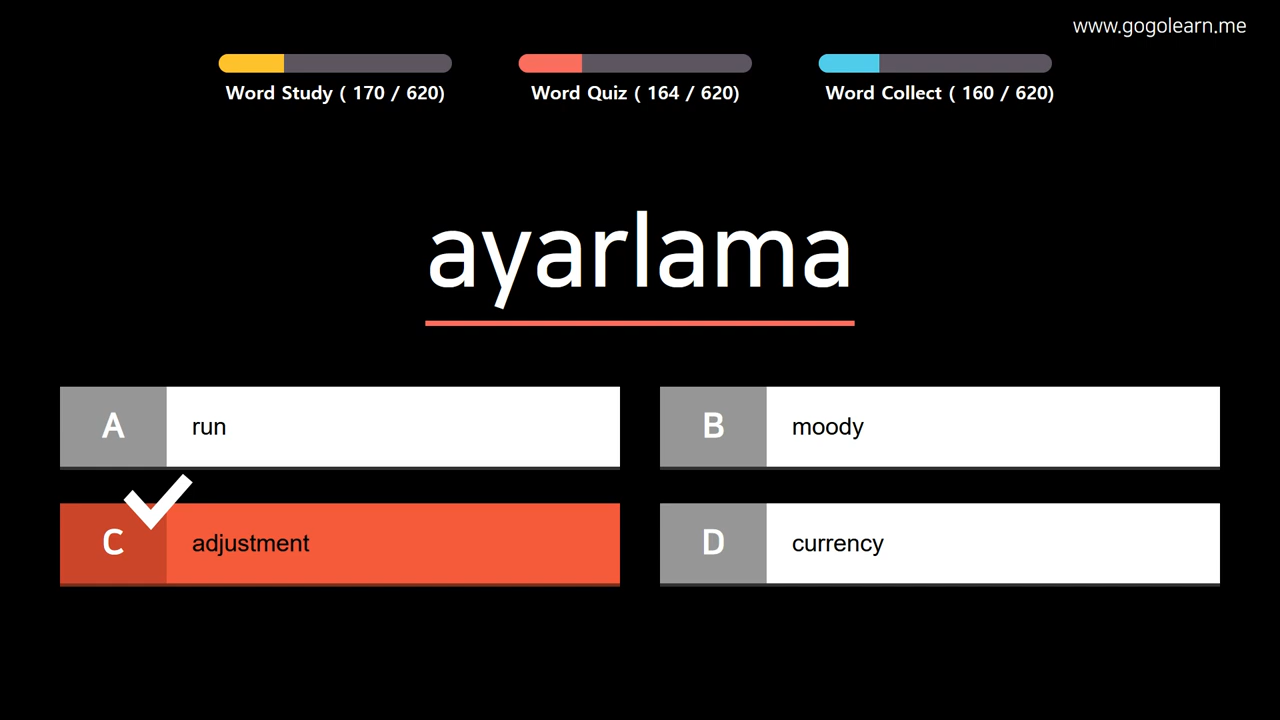 www.gogolearn.me
Word Study ( 170 / 620)
Word Quiz ( 164 / 620)
Word Collect ( 160 / 620)
ayarlama
A run
B moody
C adjustment
D currency